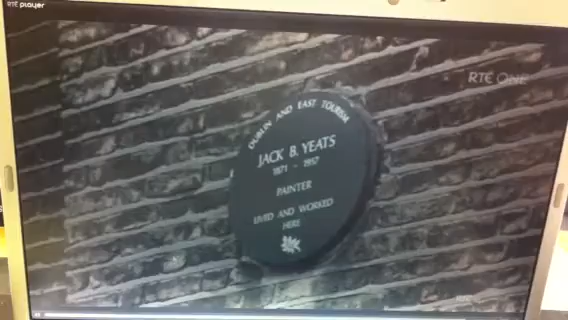 RTÉ player
RTÉ ONE
DUBLIN AND EAST TOURISM
JACK B. YEATS
1871 - 1957
PAINTER
LIVED AND WORKED
HERE